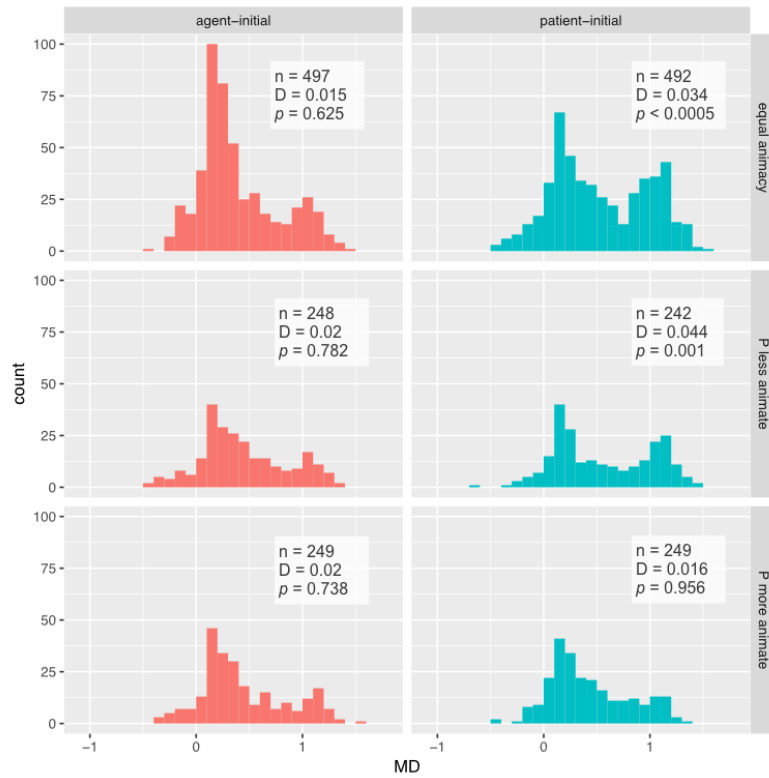 agent−initial
patient−initial
n = 497
D = 0.015
p = 0.625
n = 492
D = 0.034
p < 0.0005
equal animacy
100
75
50
25
0
n = 248
D = 0.02
p = 0.782
n = 242
D = 0.044
p = 0.001
P less animate
100
75
50
25
0
count
n = 249
D = 0.02
p = 0.738
n = 249
D = 0.016
p = 0.956
P more animate
100
75
50
25
0
−1 0 1
−1 0 1
MD